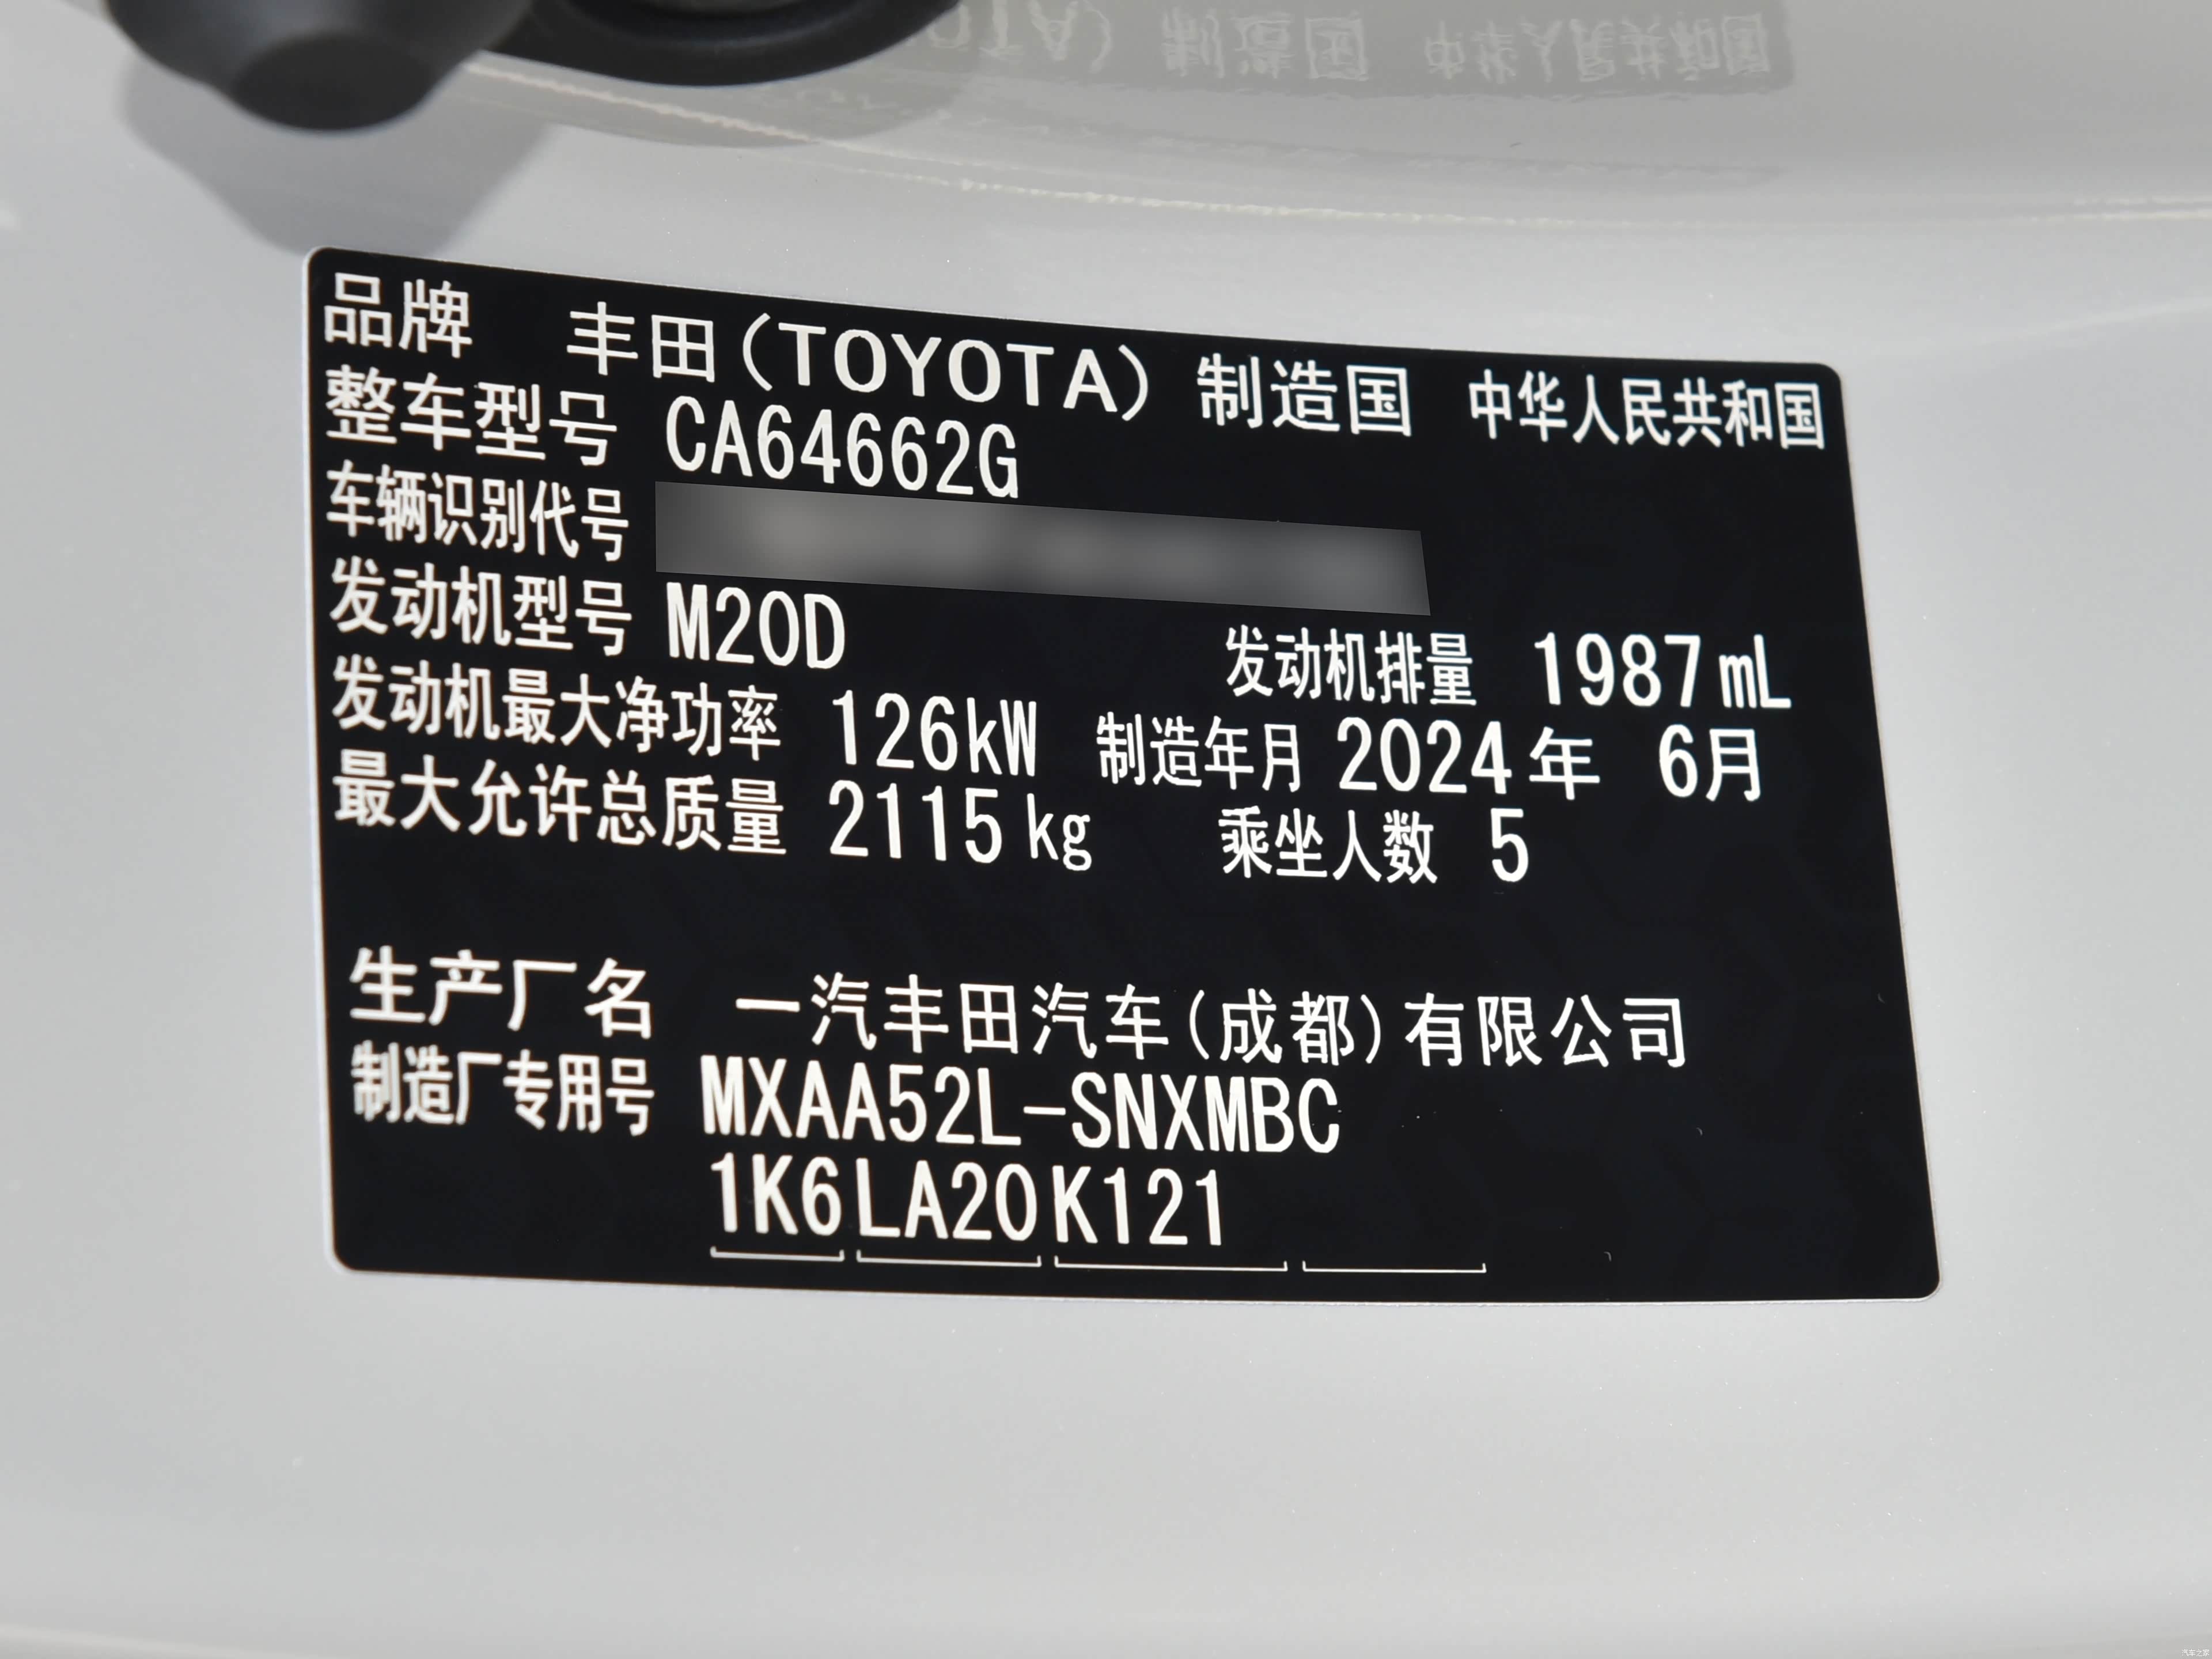 品牌 丰田(TOYOTA) 制造国 中华人民共和国
整车型号 CA64662G
车辆识别代号
发动机型号 M20D 发动机排量 1987mL
发动机最大净功率 126kW 制造年月 2024年 6月
最大允许总质量 2115kg 乘坐人数 5
生产厂名 一汽丰田汽车(成都)有限公司
制造厂专用号 MXAA52L-SNXMBC
1K6LA20K121
汽车之家